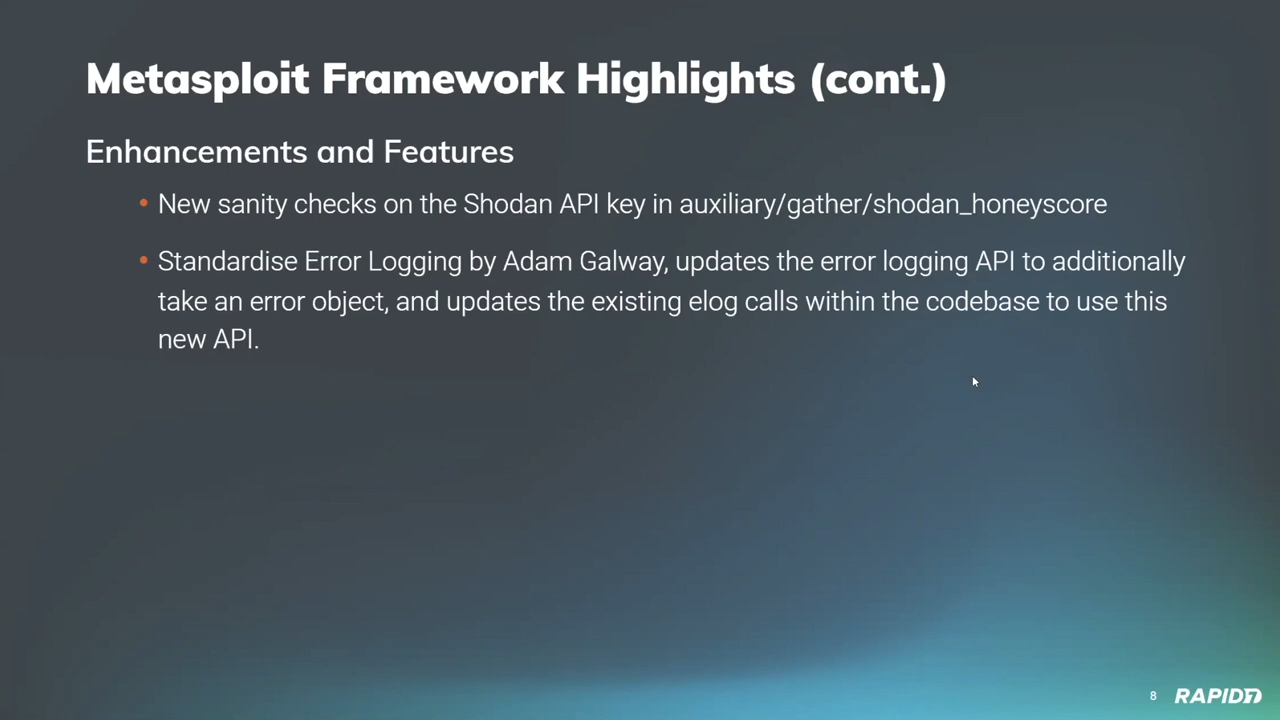 Metasploit Framework Highlights (cont.)
Enhancements and Features
• New sanity checks on the Shodan API key in auxiliary/gather/shodan_honeyscore
• Standardise Error Logging by Adam Galway, updates the error logging API to additionally
take an error object, and updates the existing elog calls within the codebase to use this
new API.
8 RAPID7